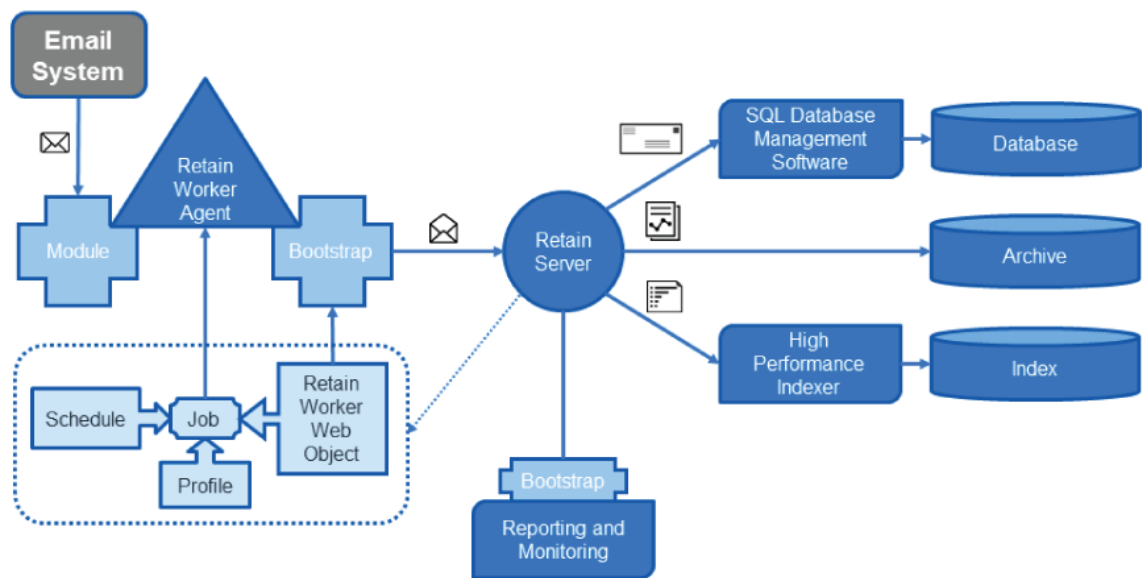 Email
System
Retain
Worker
Agent
Module
Bootstrap
Retain
Server
SQL Database
Management
Software
Database
Archive
High
Performance
Indexer
Index
Schedule
Job
Retain
Worker
Web
Object
Profile
Bootstrap
Reporting and
Monitoring